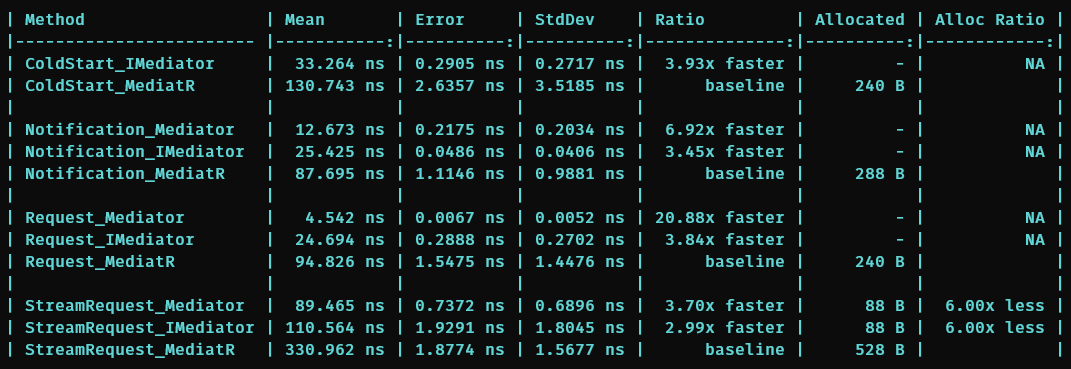 | Method                   | Mean       | Error     | StdDev    | Ratio         | Allocated | Alloc Ratio |
|------------------------- |-----------:|----------:|----------:|--------------:|----------:|------------:|
| ColdStart_IMediator      |  33.264 ns | 0.2905 ns | 0.2717 ns |  3.93x faster |         - |          NA |
| ColdStart_MediatR        | 130.743 ns | 2.6357 ns | 3.5185 ns |      baseline |     240 B |             |
|                          |            |           |           |               |           |             |
| Notification_Mediator    |  12.673 ns | 0.2175 ns | 0.2034 ns |  6.92x faster |         - |          NA |
| Notification_IMediator   |  25.425 ns | 0.0486 ns | 0.0406 ns |  3.45x faster |         - |          NA |
| Notification_MediatR     |  87.695 ns | 1.1146 ns | 0.9881 ns |      baseline |     288 B |             |
|                          |            |           |           |               |           |             |
| Request_Mediator         |   4.542 ns | 0.0067 ns | 0.0052 ns | 20.88x faster |         - |          NA |
| Request_IMediator        |  24.694 ns | 0.2888 ns | 0.2702 ns |  3.84x faster |         - |          NA |
| Request_MediatR          |  94.826 ns | 1.5475 ns | 1.4476 ns |      baseline |     240 B |             |
|                          |            |           |           |               |           |             |
| StreamRequest_Mediator   |  89.465 ns | 0.7372 ns | 0.6896 ns |  3.70x faster |      88 B |  6.00x less |
| StreamRequest_IMediator  | 110.564 ns | 1.9291 ns | 1.8045 ns |  2.99x faster |      88 B |  6.00x less |
| StreamRequest_MediatR    | 330.962 ns | 1.8774 ns | 1.5677 ns |      baseline |     528 B |             |